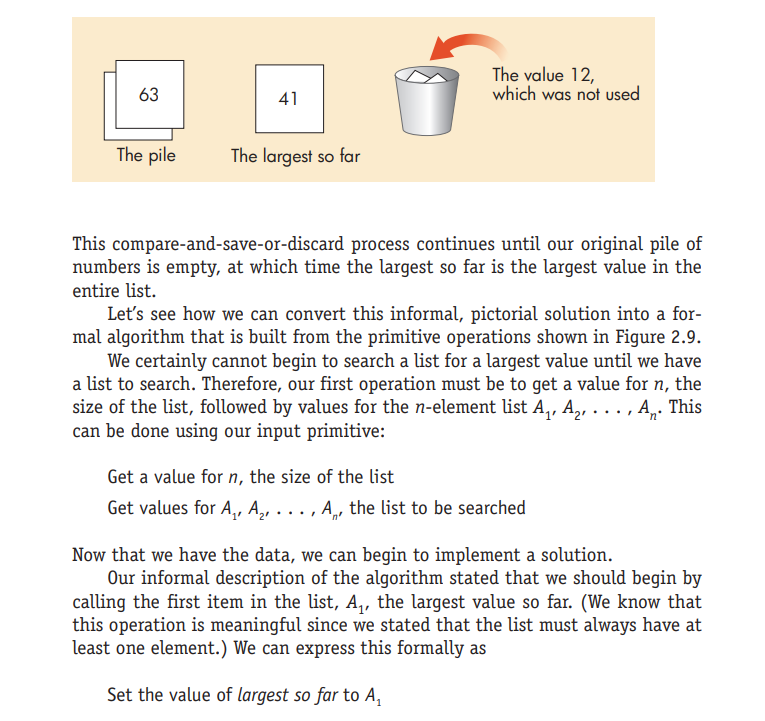 63
41
The value 12,
which was not used
The pile
The largest so far
This compare-and-save-or-discard process continues until our original pile of
numbers is empty, at which time the largest so far is the largest value in the
entire list.
Let’s see how we can convert this informal, pictorial solution into a for-
mal algorithm that is built from the primitive operations shown in Figure 2.9.
We certainly cannot begin to search a list for a largest value until we have
a list to search. Therefore, our first operation must be to get a value for n, the
size of the list, followed by values for the n-element list A₁, A₂, . . . , Aₙ. This
can be done using our input primitive:
Get a value for n, the size of the list
Get values for A₁, A₂, . . . , Aₙ, the list to be searched
Now that we have the data, we can begin to implement a solution.
Our informal description of the algorithm stated that we should begin by
calling the first item in the list, A₁, the largest value so far. (We know that
this operation is meaningful since we stated that the list must always have at
least one element.) We can express this formally as
Set the value of largest so far to A₁